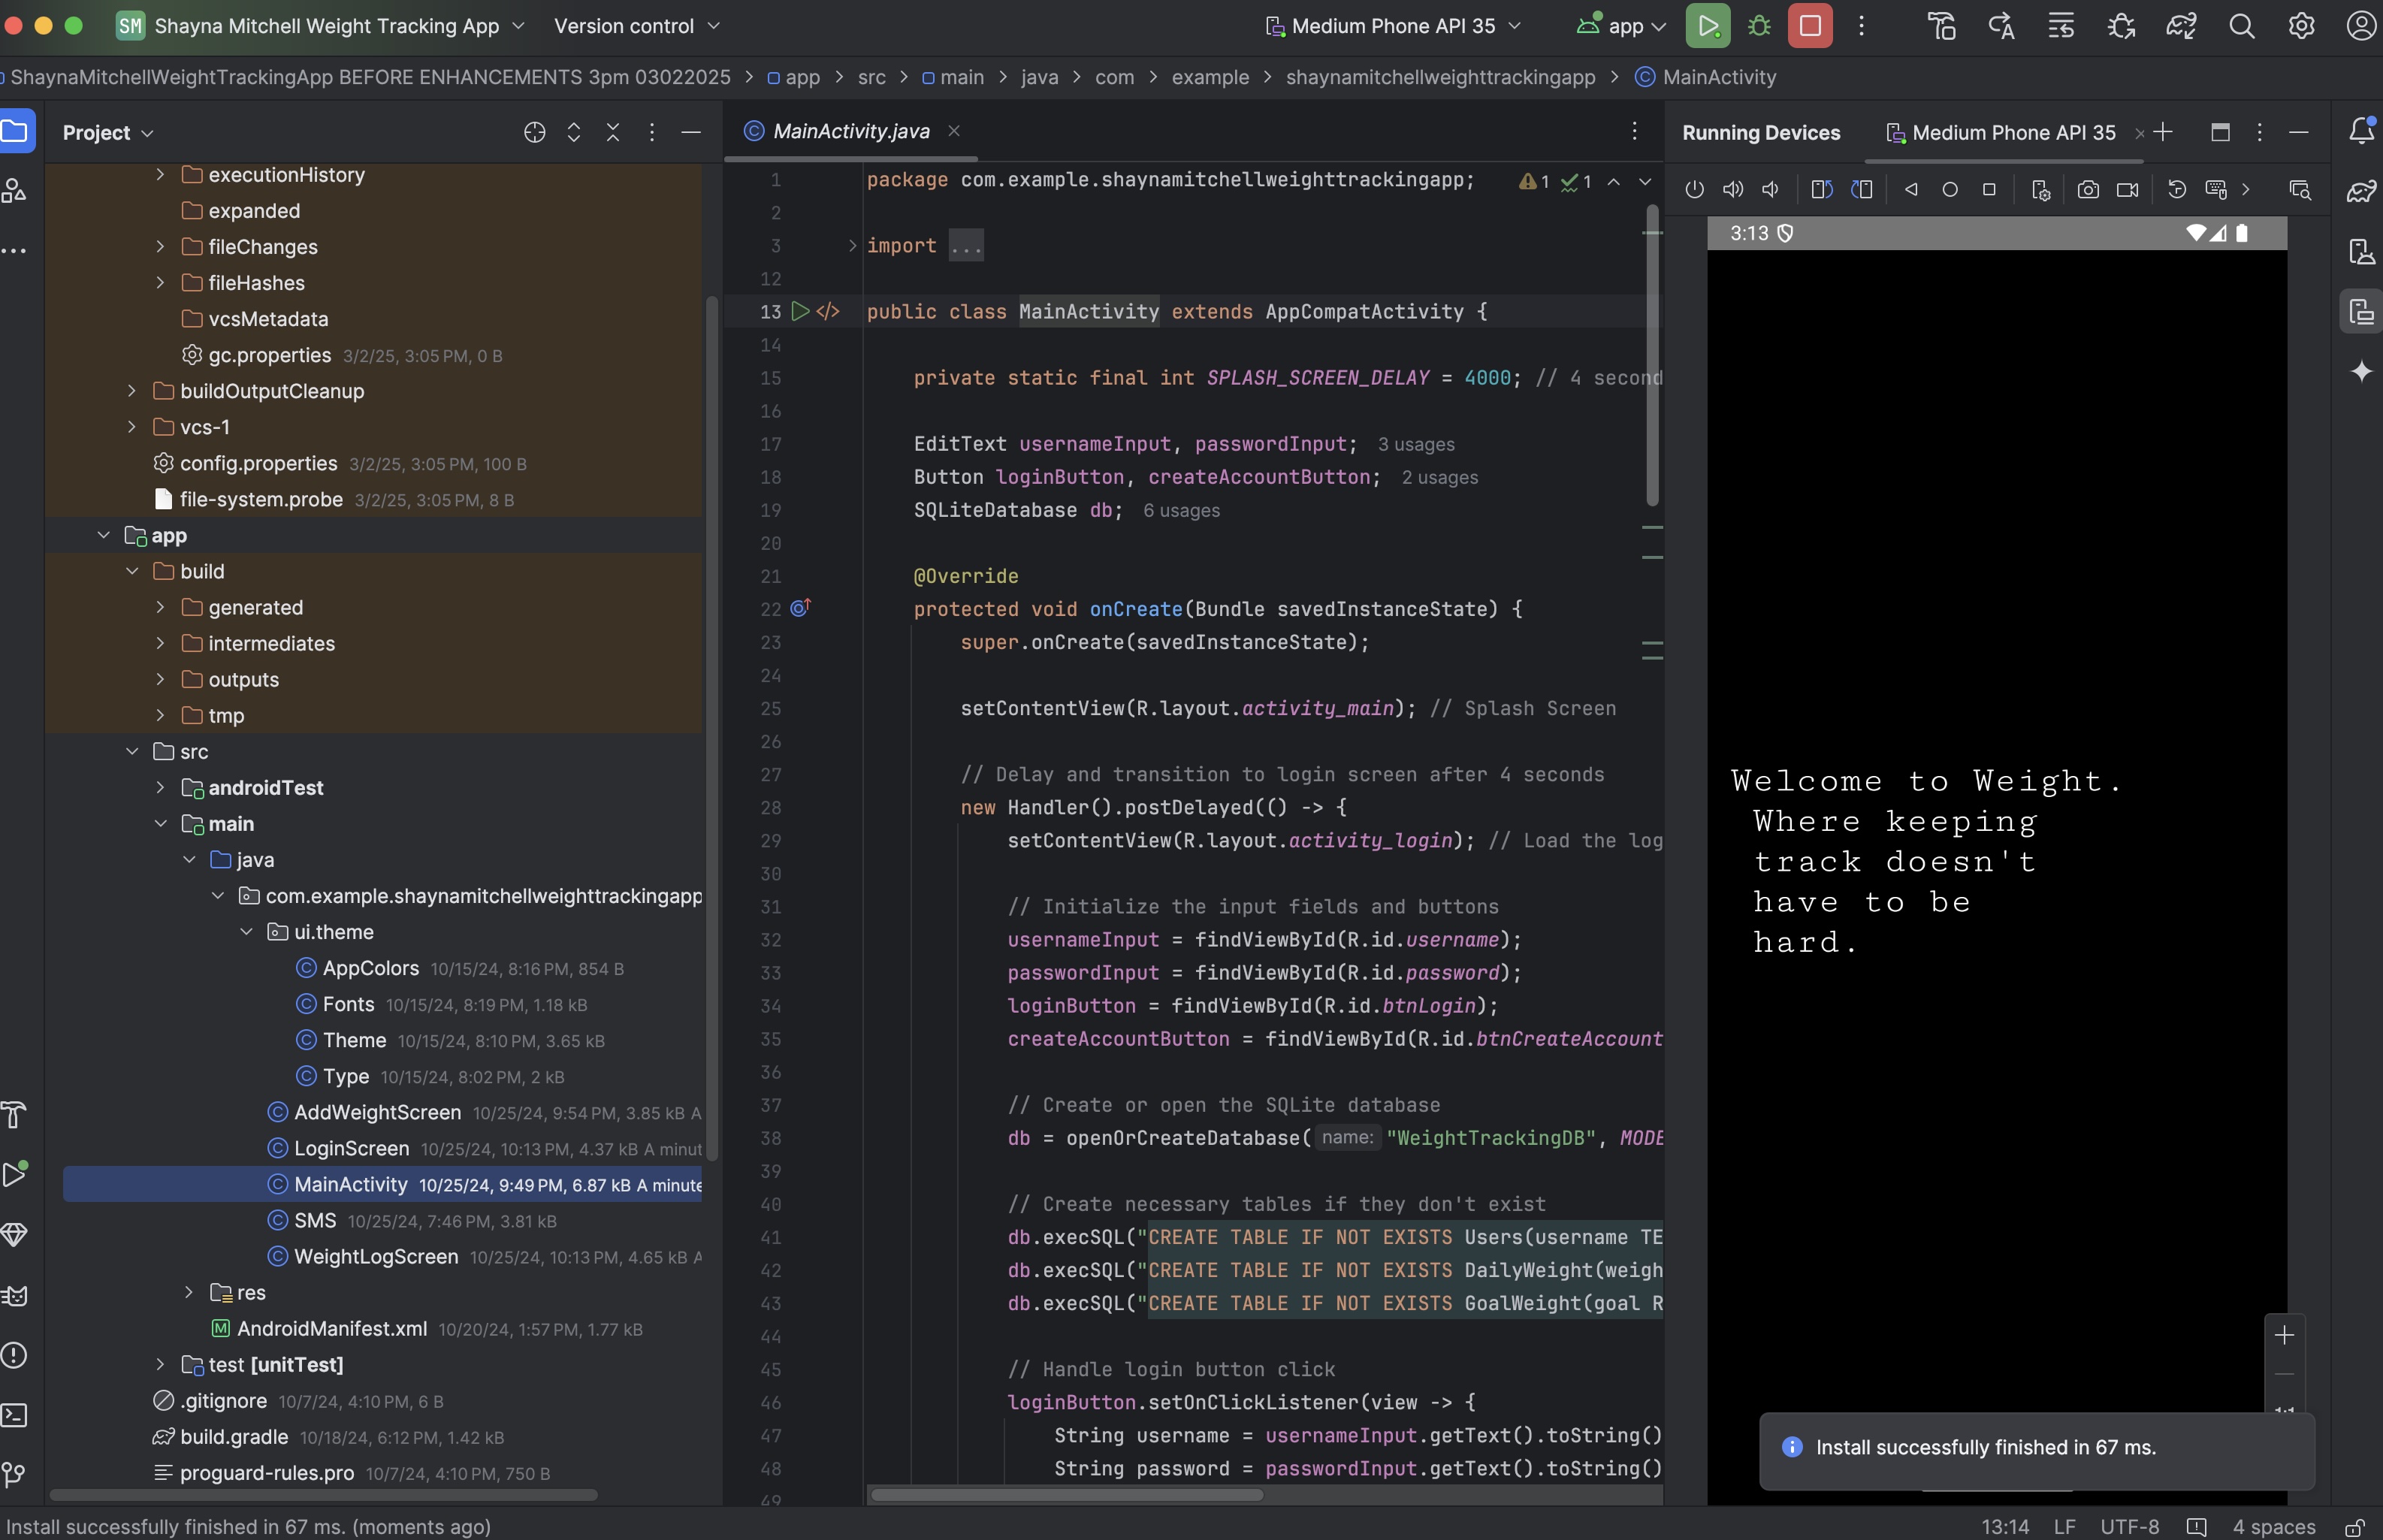 SM Shayna Mitchell Weight Tracking App Version control Medium Phone API 35 app
ShaynaMitchellWeightTrackingApp BEFORE ENHANCEMENTS 3pm 03022025 > app > src > main > java > com > example > shaynamitchellweighttrackingapp > MainActivity
Project
executionHistory
expanded
fileChanges
fileHashes
vcsMetadata
gc.properties 3/2/25, 3:05 PM, 0 B
buildOutputCleanup
vcs-1
config.properties 3/2/25, 3:05 PM, 100 B
file-system.probe 3/2/25, 3:05 PM, 8 B
app
build
generated
intermediates
outputs
tmp
src
androidTest
main
java
com.example.shaynamitchellweighttrackingapp
ui.theme
AppColors 10/15/24, 8:16 PM, 854 B
Fonts 10/15/24, 8:19 PM, 1.18 kB
Theme 10/15/24, 8:10 PM, 3.65 kB
Type 10/15/24, 8:02 PM, 2 kB
AddWeightScreen 10/25/24, 9:54 PM, 3.85 kB A
LoginScreen 10/25/24, 10:13 PM, 4.37 kB A minut
MainActivity 10/25/24, 9:49 PM, 6.87 kB A minute
SMS 10/25/24, 7:46 PM, 3.81 kB
WeightLogScreen 10/25/24, 10:13 PM, 4.65 kB A
res
AndroidManifest.xml 10/20/24, 1:57 PM, 1.77 kB
test [unitTest]
.gitignore 10/7/24, 4:10 PM, 6 B
build.gradle 10/18/24, 6:12 PM, 1.42 kB
proguard-rules.pro 10/7/24, 4:10 PM, 750 B
MainActivity.java
1 package com.example.shaynamitchellweighttrackingapp; 1 1
2
3 import ...
12
13 public class MainActivity extends AppCompatActivity {
14
15 private static final int SPLASH_SCREEN_DELAY = 4000; // 4 second
16
17 EditText usernameInput, passwordInput; 3 usages
18 Button loginButton, createAccountButton; 2 usages
19 SQLiteDatabase db; 6 usages
20
21 @Override
22 protected void onCreate(Bundle savedInstanceState) {
23 super.onCreate(savedInstanceState);
24
25 setContentView(R.layout.activity_main); // Splash Screen
26
27 // Delay and transition to login screen after 4 seconds
28 new Handler().postDelayed(() -> {
29 setContentView(R.layout.activity_login); // Load the log
30
31 // Initialize the input fields and buttons
32 usernameInput = findViewById(R.id.username);
33 passwordInput = findViewById(R.id.password);
34 loginButton = findViewById(R.id.btnLogin);
35 createAccountButton = findViewById(R.id.btnCreateAccount
36
37 // Create or open the SQLite database
38 db = openOrCreateDatabase( name: "WeightTrackingDB", MODE
39
40 // Create necessary tables if they don't exist
41 db.execSQL("CREATE TABLE IF NOT EXISTS Users(username TE
42 db.execSQL("CREATE TABLE IF NOT EXISTS DailyWeight(weigh
43 db.execSQL("CREATE TABLE IF NOT EXISTS GoalWeight(goal R
44
45 // Handle login button click
46 loginButton.setOnClickListener(view -> {
47 String username = usernameInput.getText().toString()
48 String password = passwordInput.getText().toString()
49
Running Devices Medium Phone API 35
3:13
Welcome to Weight.
Where keeping
track doesn't
have to be
hard.
Install successfully finished in 67 ms.
Install successfully finished in 67 ms. (moments ago) 13:14 LF UTF-8 4 spaces